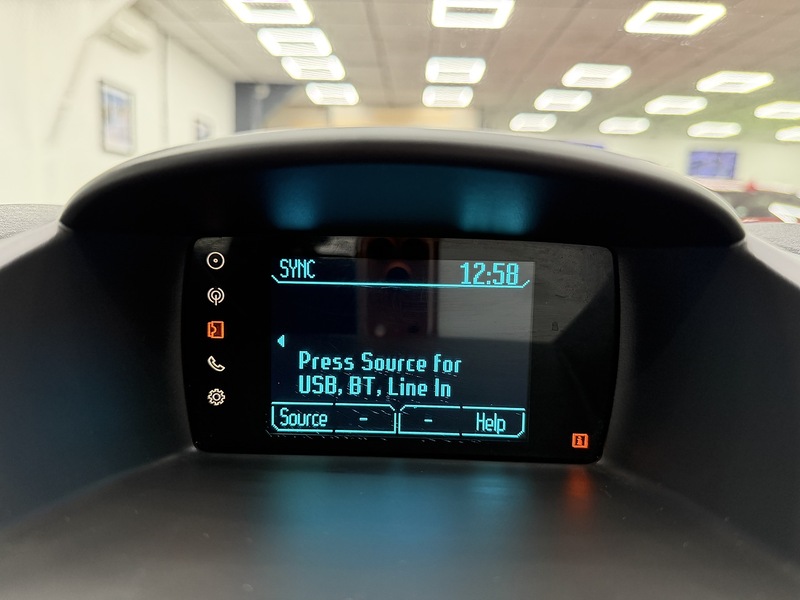 SYNC 12:58
Press Source for
USB, BT, Line In
Source - - Help